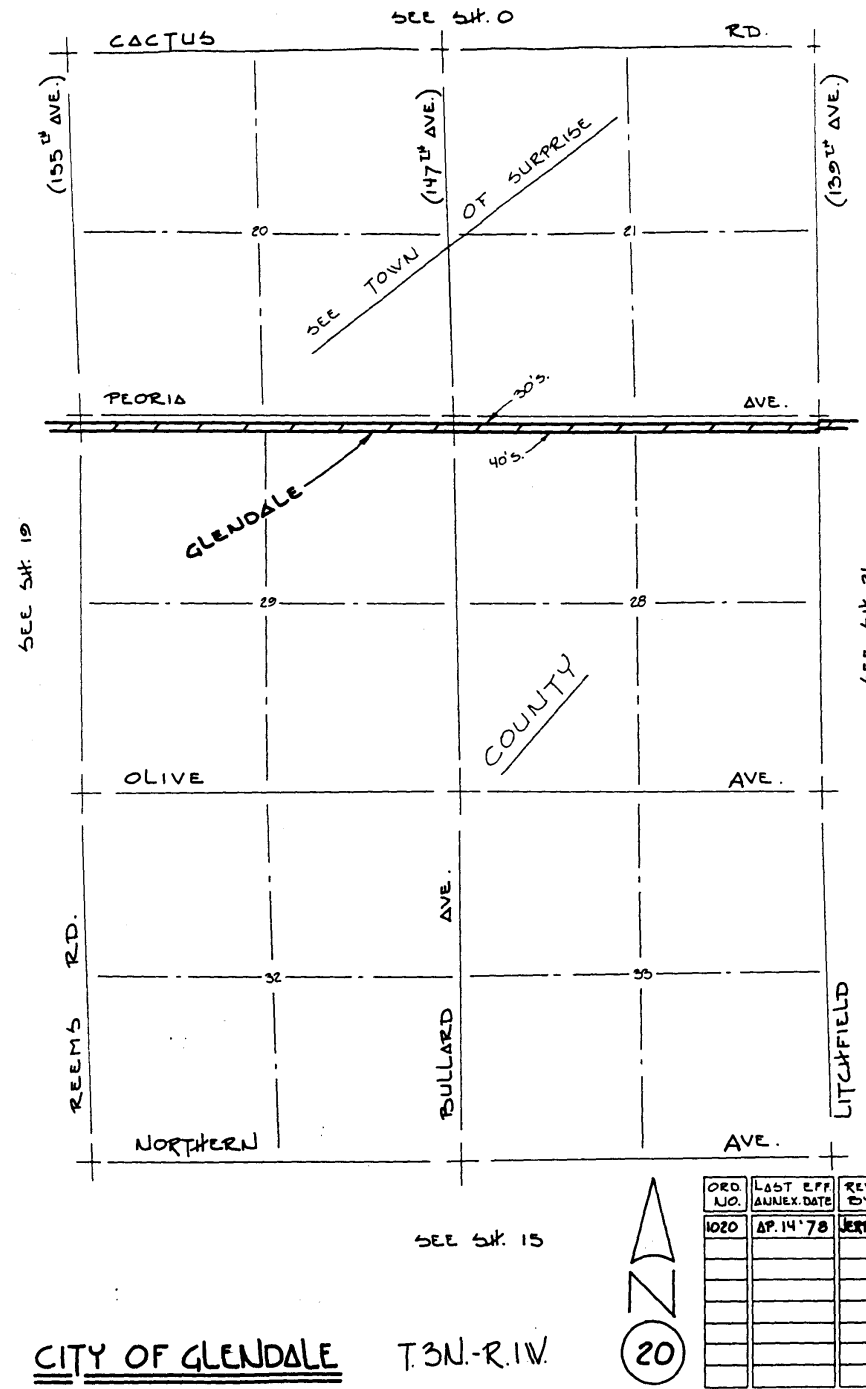 SEE SH. 0
CACTUS RD.
(155TH AVE.)
(147TH AVE.)
(139TH AVE.)
20
21
SEE TOWN OF SURPRISE
PEORIA AVE.
30'S.
40'S.
GLENDALE
SEE SH. 19
29
28
COUNTY
OLIVE AVE.
REEMS RD.
BULLARD AVE.
LITCHFIELD
32
33
NORTHERN AVE.
SEE SH. 15
N
20
ORD. NO.
LAST EFF. ANNEX. DATE
1020
AP. 14 '78
CITY OF GLENDALE
T.3N.-R.1W.